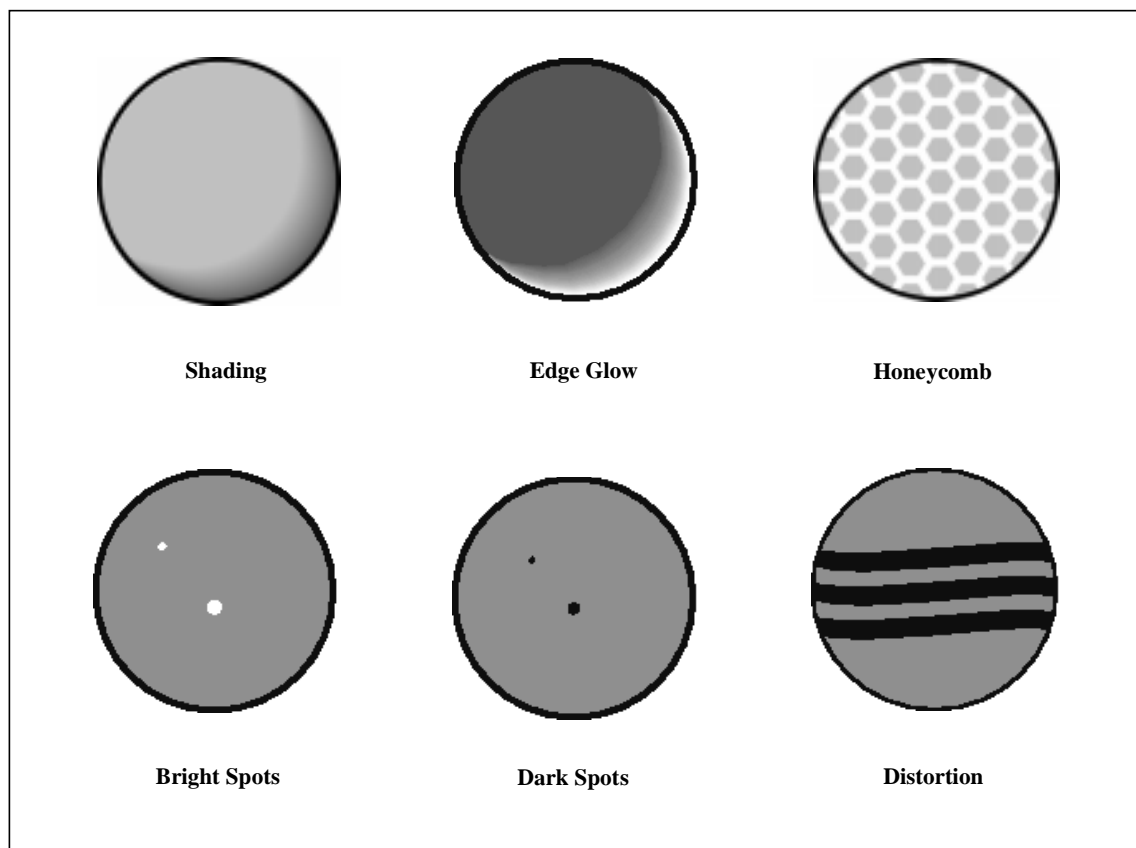 Shading
Edge Glow
Honeycomb
Bright Spots
Dark Spots
Distortion